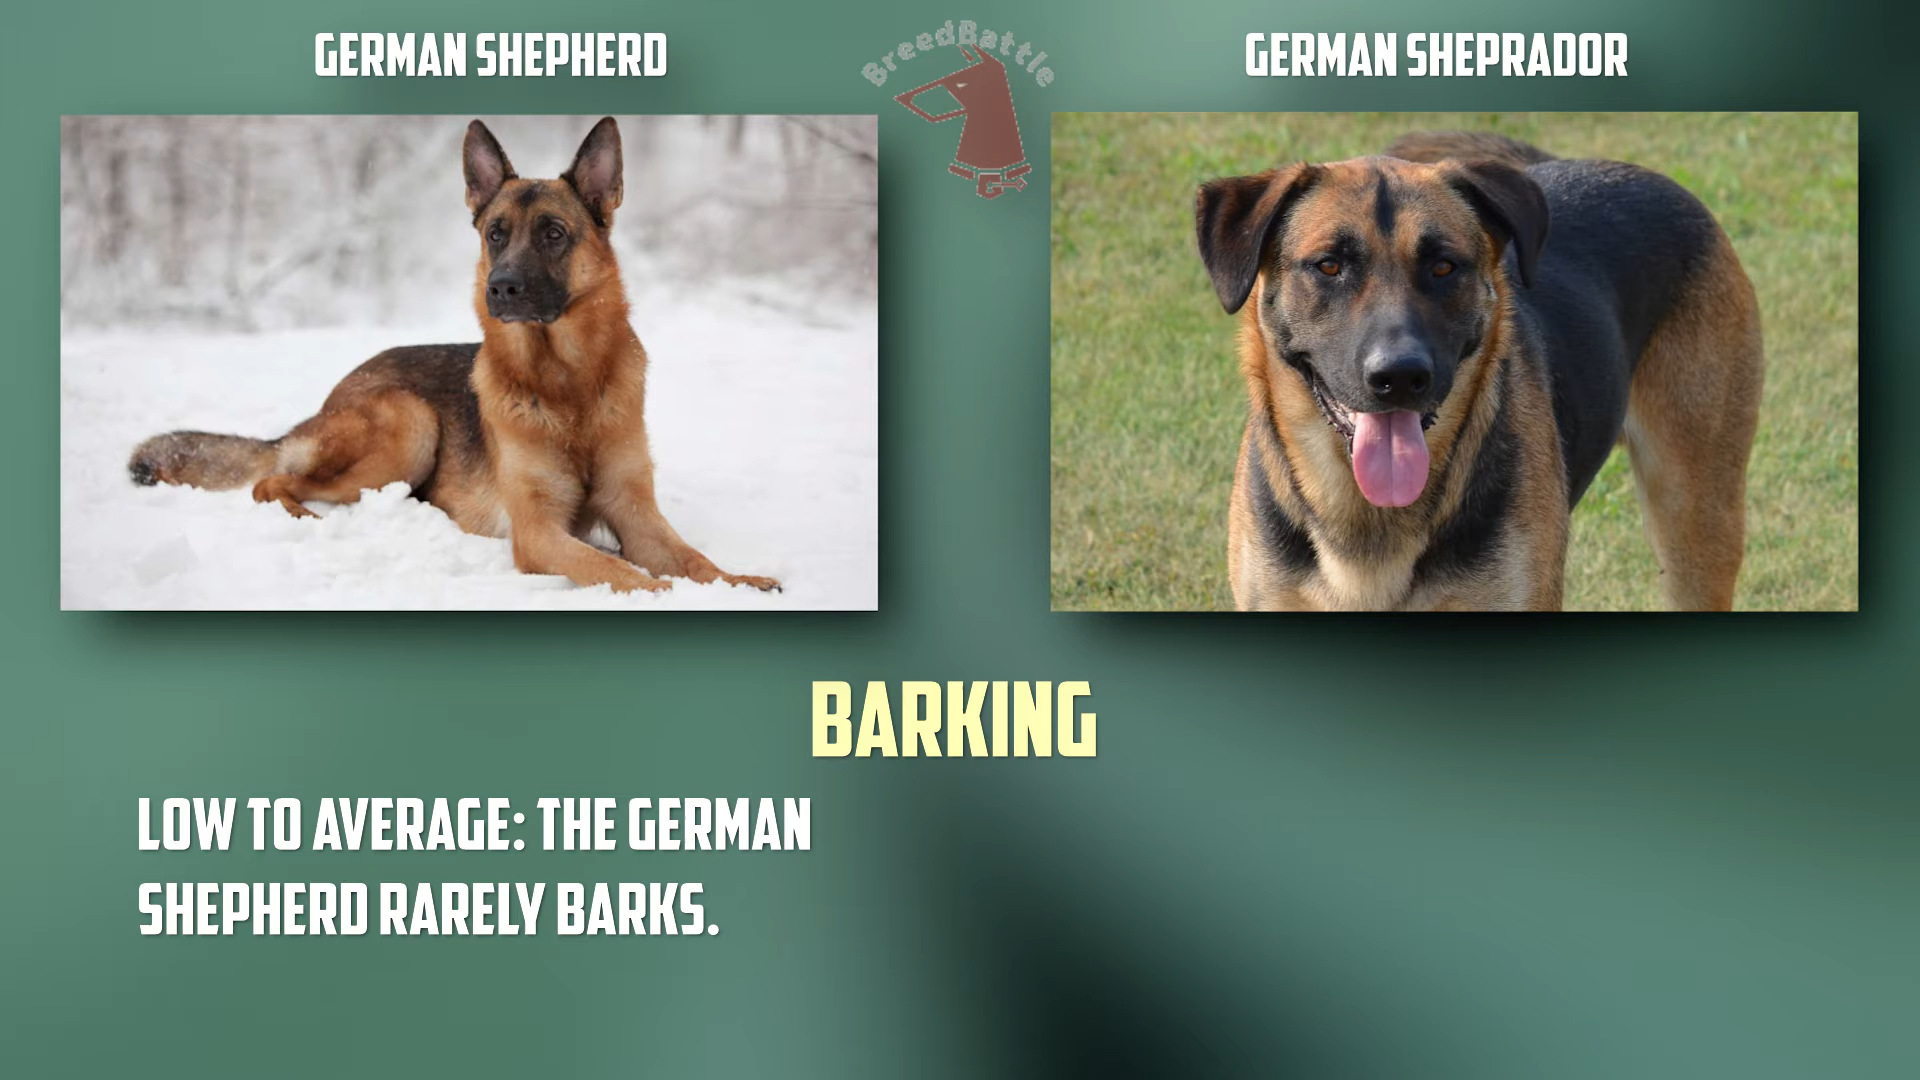 GERMAN SHEPHERD
BreedBattle
GERMAN SHEPRADOR
BARKING
LOW TO AVERAGE: THE GERMAN
SHEPHERD RARELY BARKS.